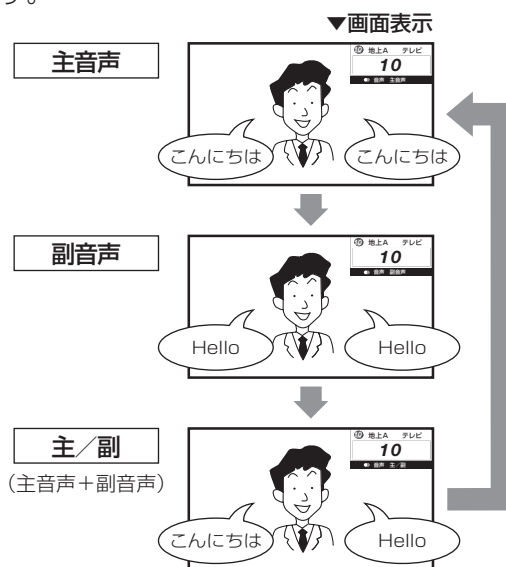 す。
▼画面表示
主音声
地上A テレビ
10
音声 主音声
こんにちは
こんにちは
副音声
地上A テレビ
10
音声 副音声
Hello
Hello
主／副
(主音声＋副音声)
地上A テレビ
10
音声 主／副
こんにちは
Hello